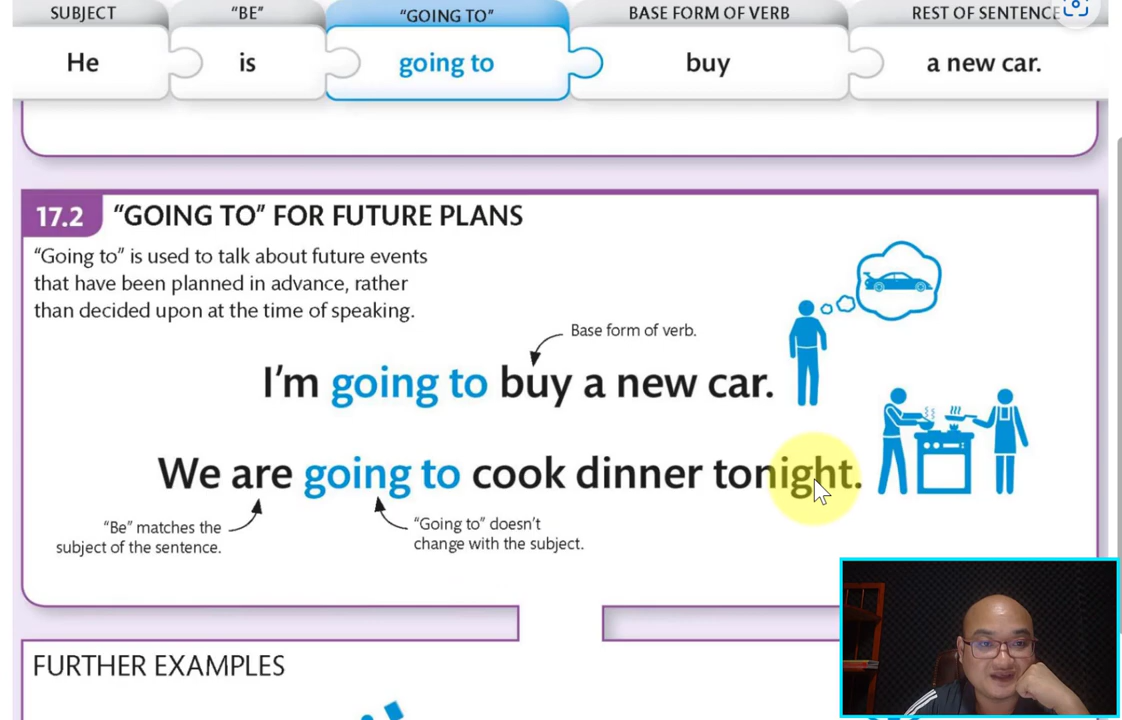 SUBJECT "BE" "GOING TO" BASE FORM OF VERB REST OF SENTENCE
He is going to buy a new car.
17.2 "GOING TO" FOR FUTURE PLANS
"Going to" is used to talk about future events
that have been planned in advance, rather
than decided upon at the time of speaking.
Base form of verb.
I'm going to buy a new car.
We are going to cook dinner tonight.
"Be" matches the
subject of the sentence.
"Going to" doesn't
change with the subject.
FURTHER EXAMPLES